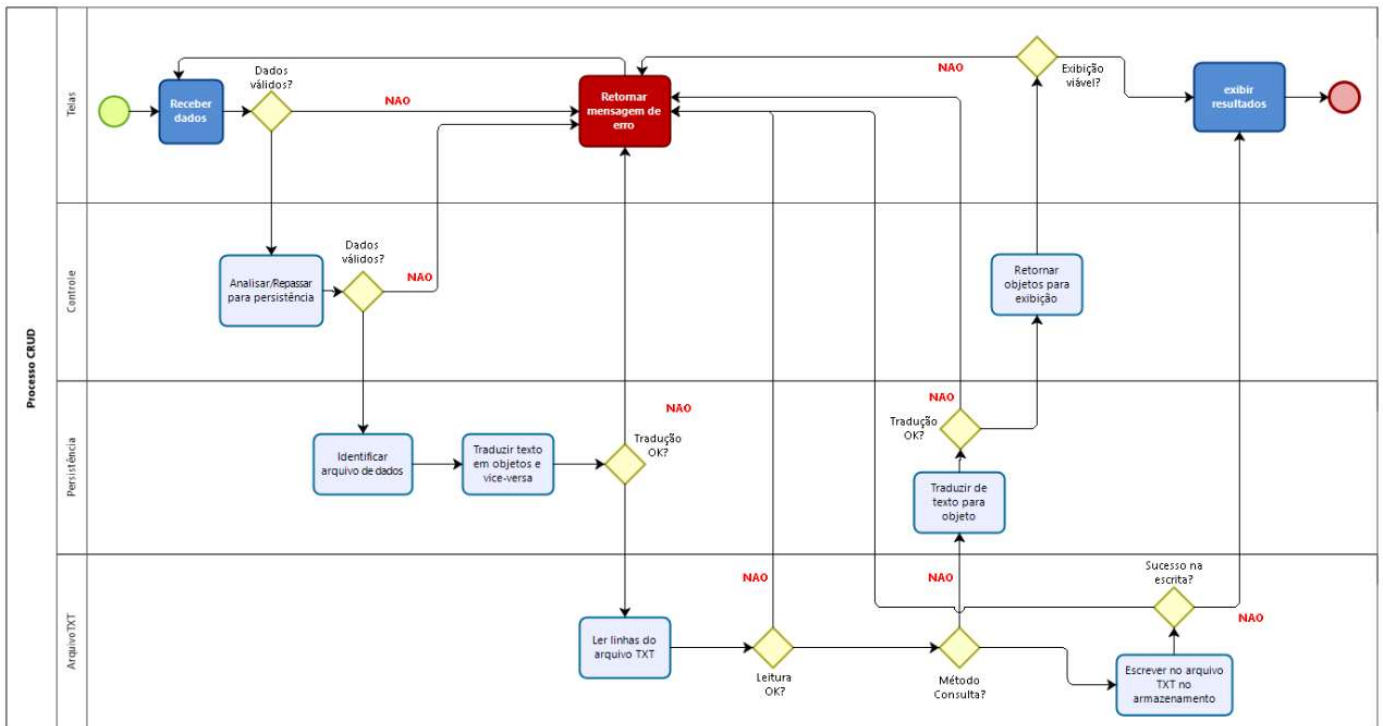 Processo CRUD
Telas
Receber
dados
Dados
válidos?
NAO
Retornar
mensagem de
erro
NAO
Exibição
viável?
exibir
resultados
Controle
Analisar/Repassar
para persistência
Dados
válidos?
NAO
Retornar
objetos para
exibição
Persistência
Identificar
arquivo de dados
Traduzir texto
em objetos e
vice-versa
NAO
Tradução
OK?
NAO
Tradução
OK?
Traduzir de
texto para
objeto
ArquivoTXT
Ler linhas do
arquivo TXT
NAO
Leitura
OK?
NAO
Método
Consulta?
Sucesso na
escrita?
NAO
Escrever no arquivo
TXT no
armazenamento